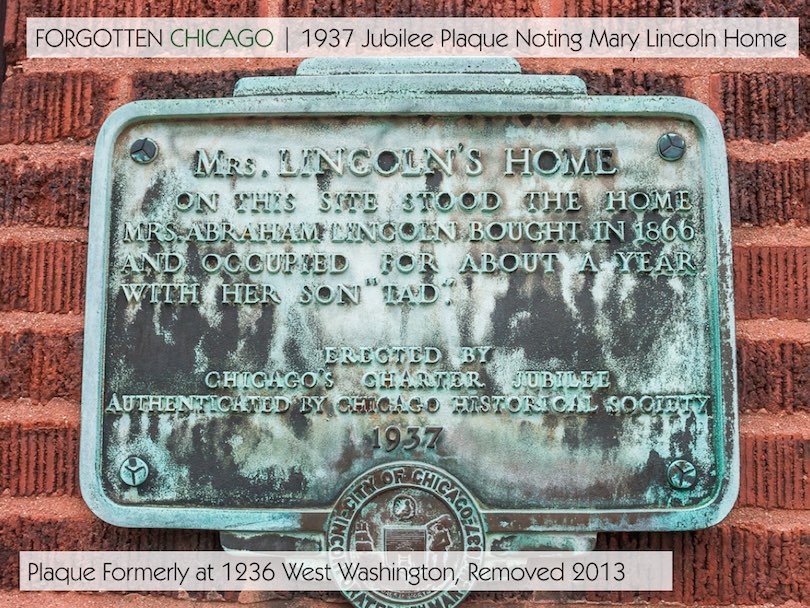 FORGOTTEN CHICAGO | 1937 Jubilee Plaque Noting Mary Lincoln Home
MRS. LINCOLN'S HOME
ON THIS SITE STOOD THE HOME
MRS. ABRAHAM LINCOLN BOUGHT IN 1866
AND OCCUPIED FOR ABOUT A YEAR
WITH HER SON "TAD".
ERECTED BY
CHICAGO'S CHARTER JUBILEE
AUTHENTICATED BY CHICAGO HISTORICAL SOCIETY
1937
CITY OF CHICAGO
Plaque Formerly at 1236 West Washington, Removed 2013